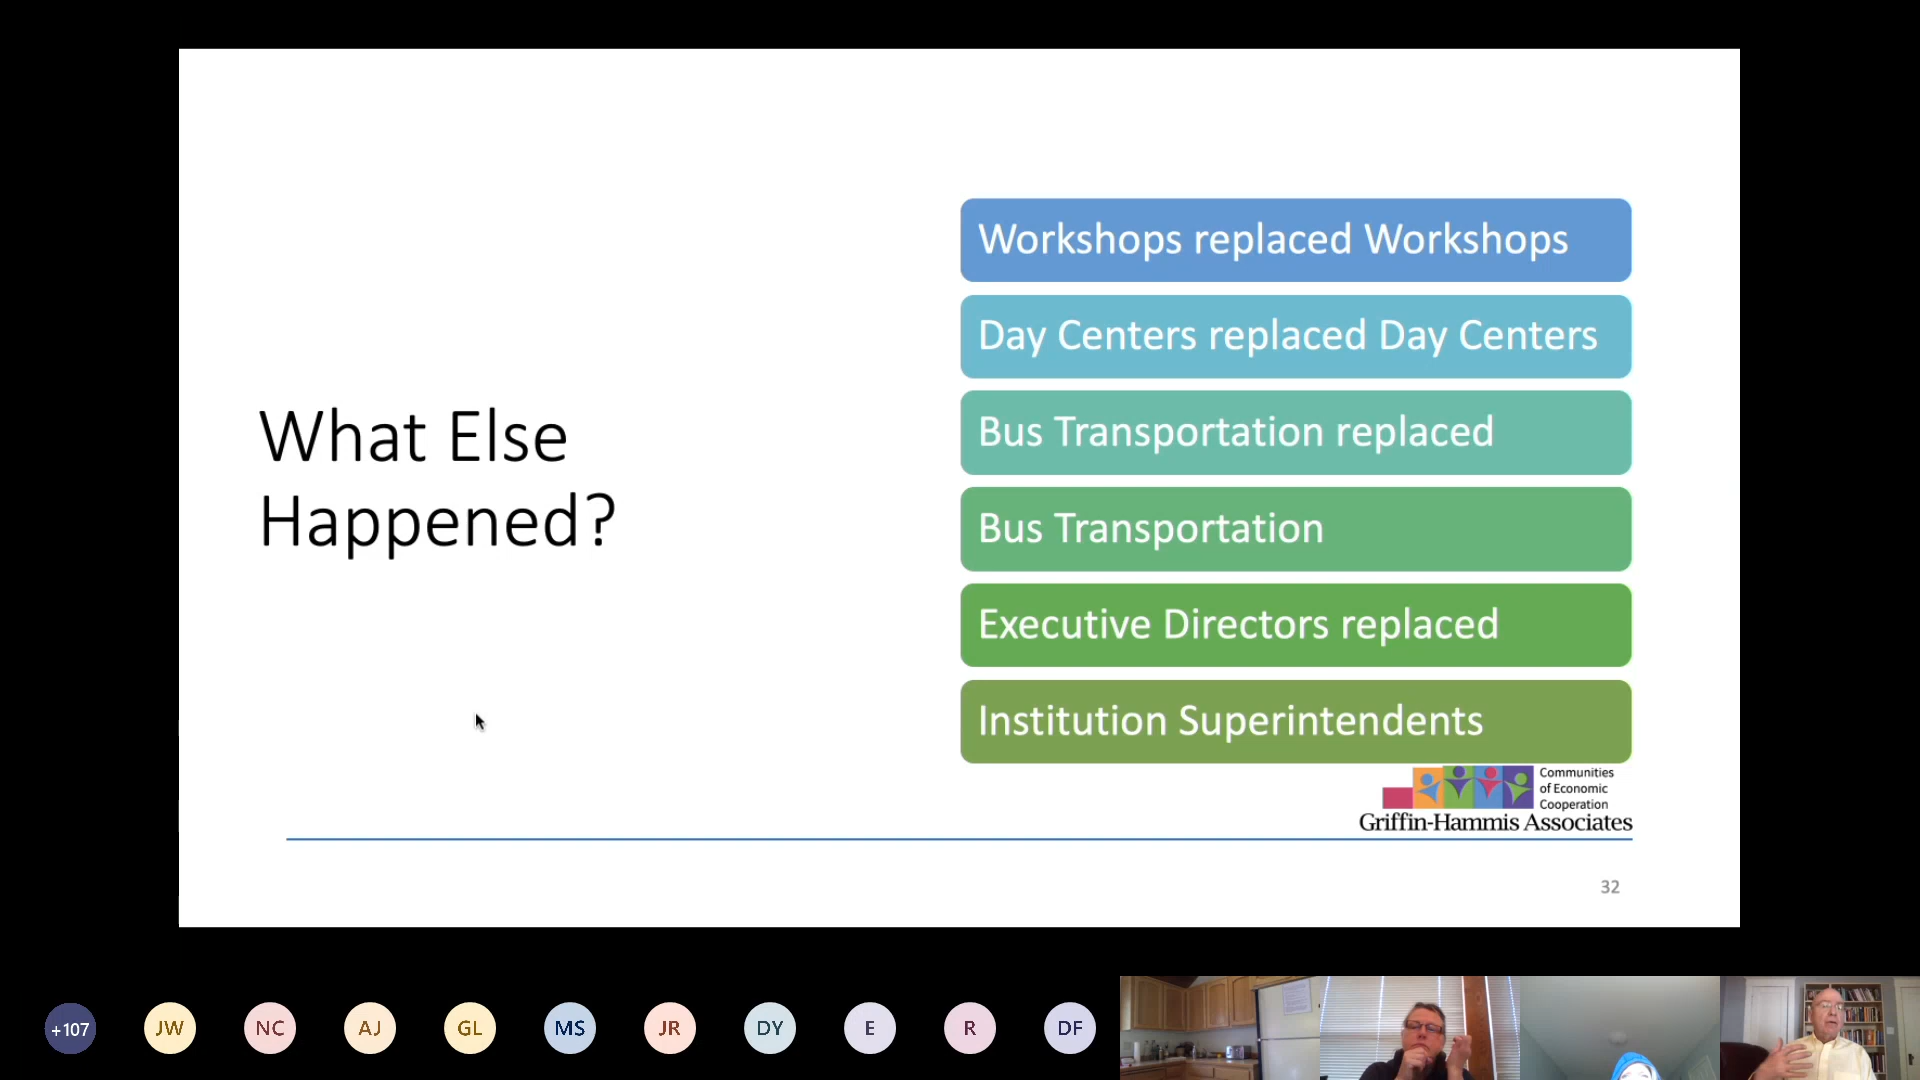 What Else
Happened?
Workshops replaced Workshops
Day Centers replaced Day Centers
Bus Transportation replaced
Bus Transportation
Executive Directors replaced
Institution Superintendents
Communities
of Economic
Cooperation
Griffin-Hammis Associates
32
+107
JW
NC
AJ
GL
MS
JR
DY
E
R
DF